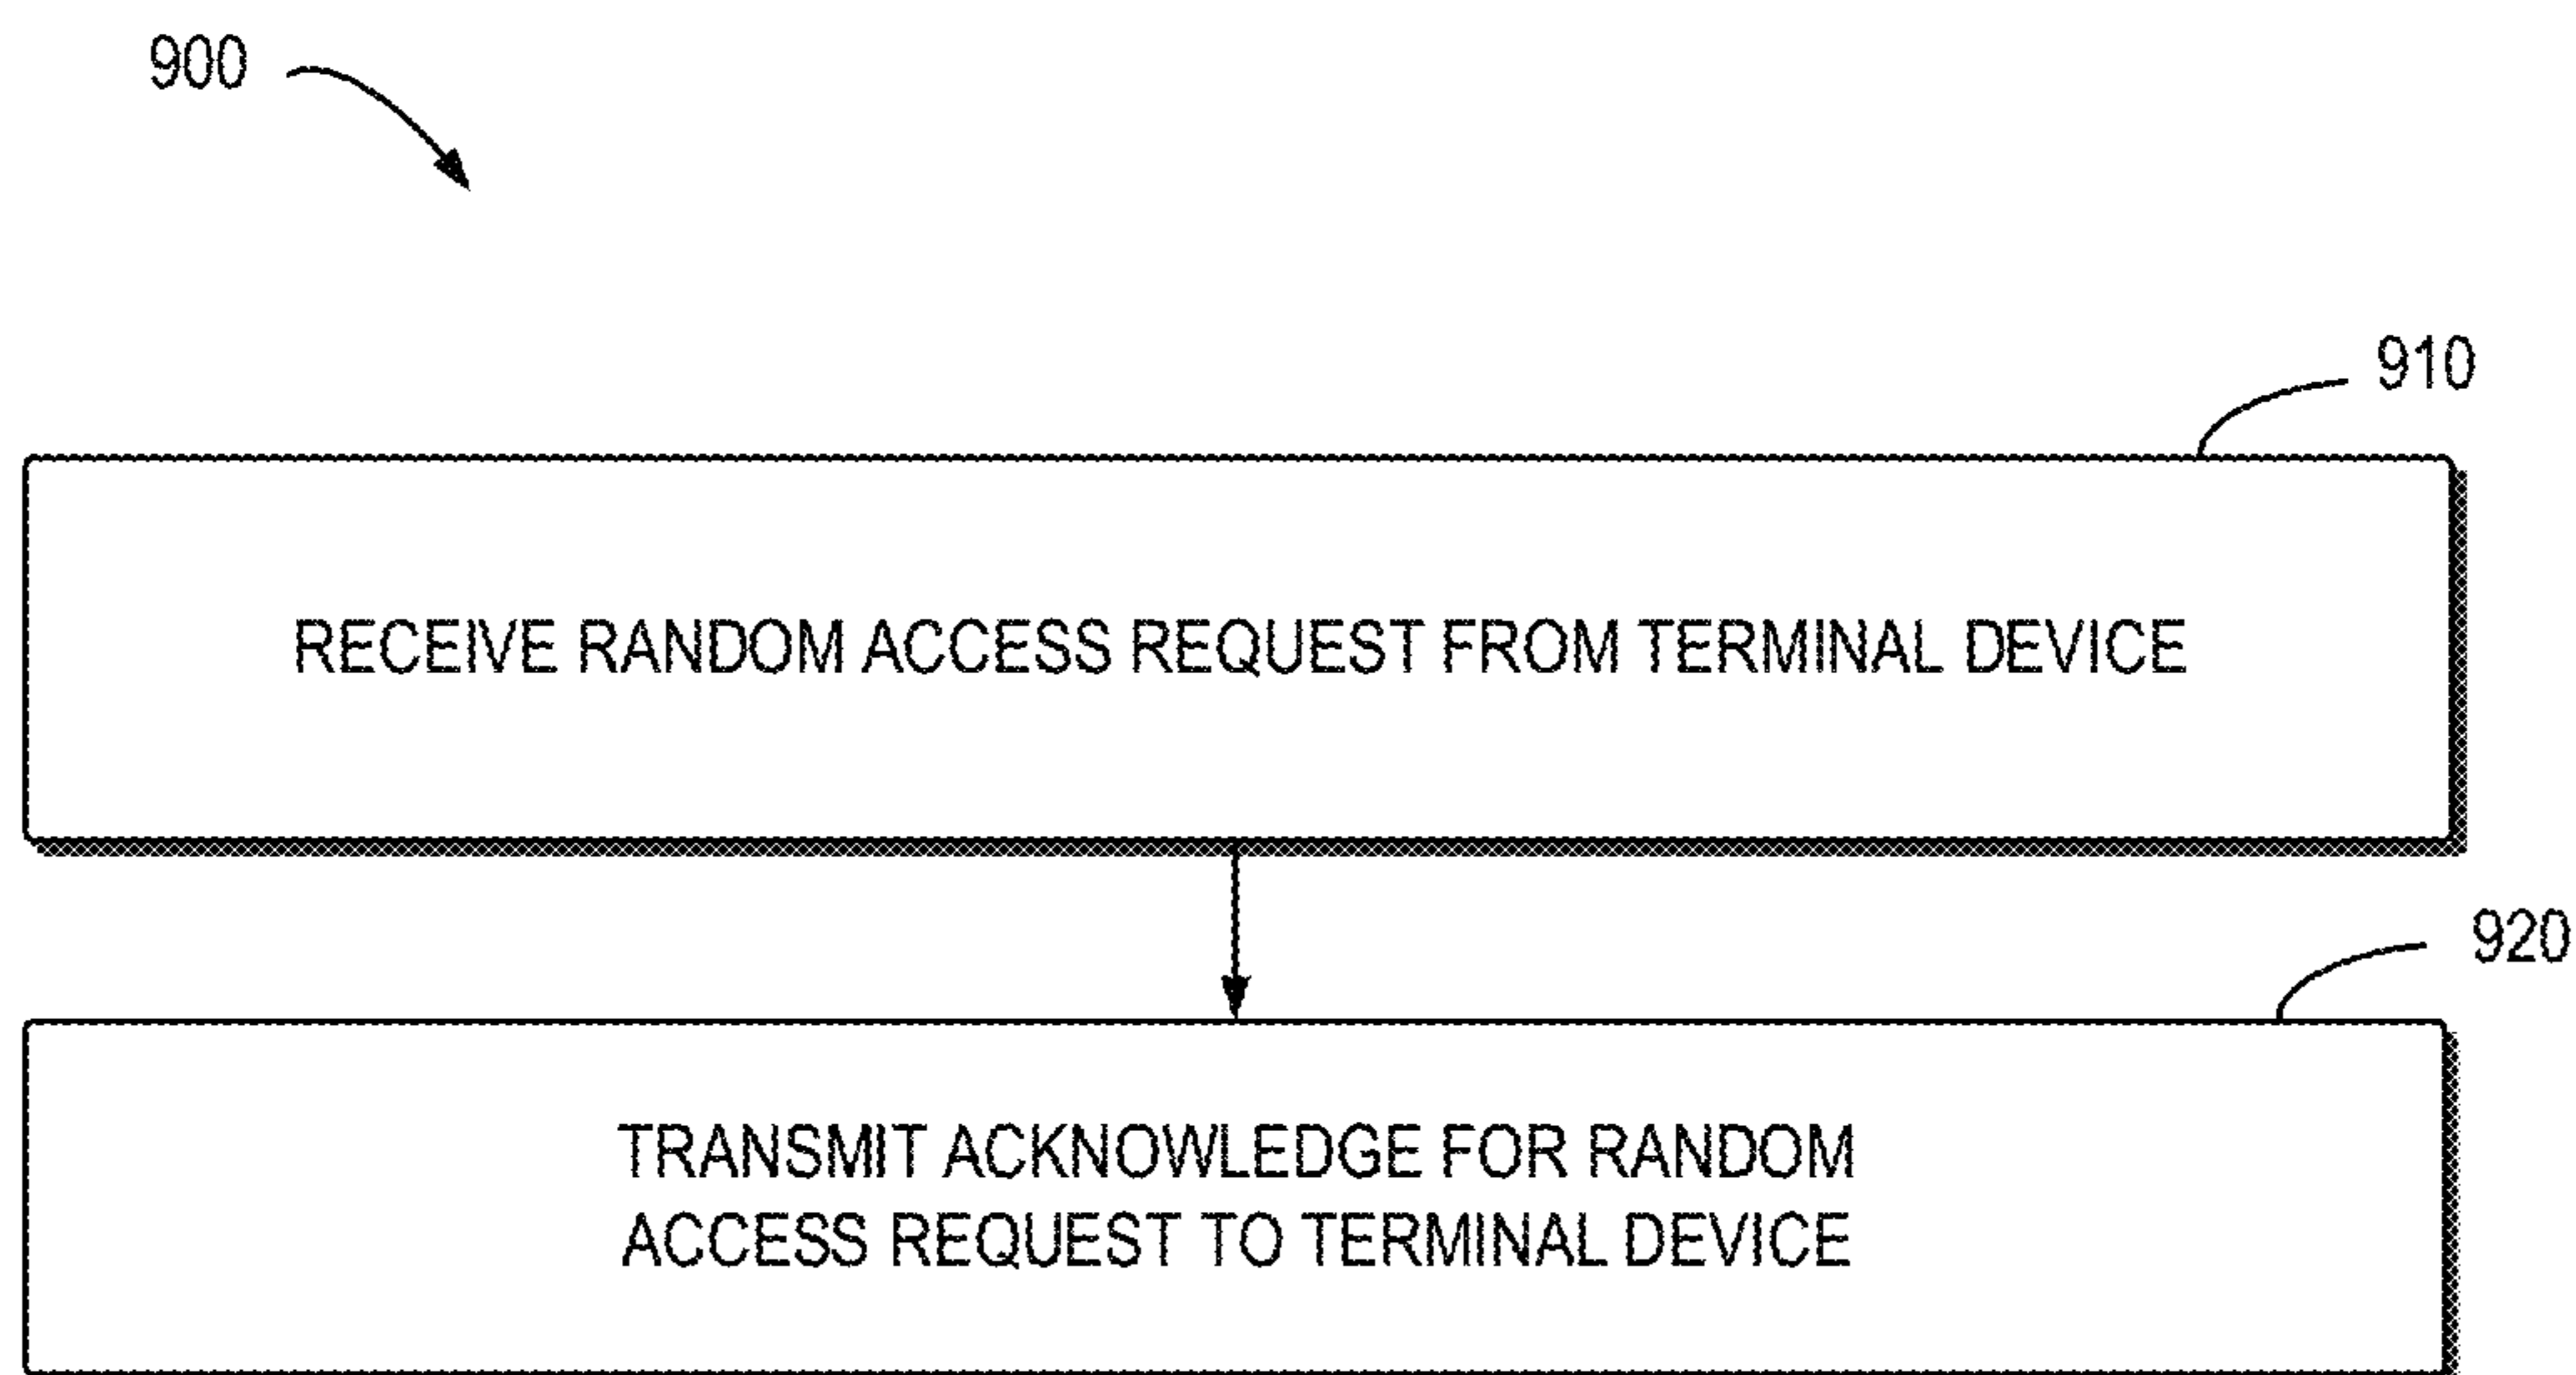 900
910
RECEIVE RANDOM ACCESS REQUEST FROM TERMINAL DEVICE
920
TRANSMIT ACKNOWLEDGE FOR RANDOM
ACCESS REQUEST TO TERMINAL DEVICE